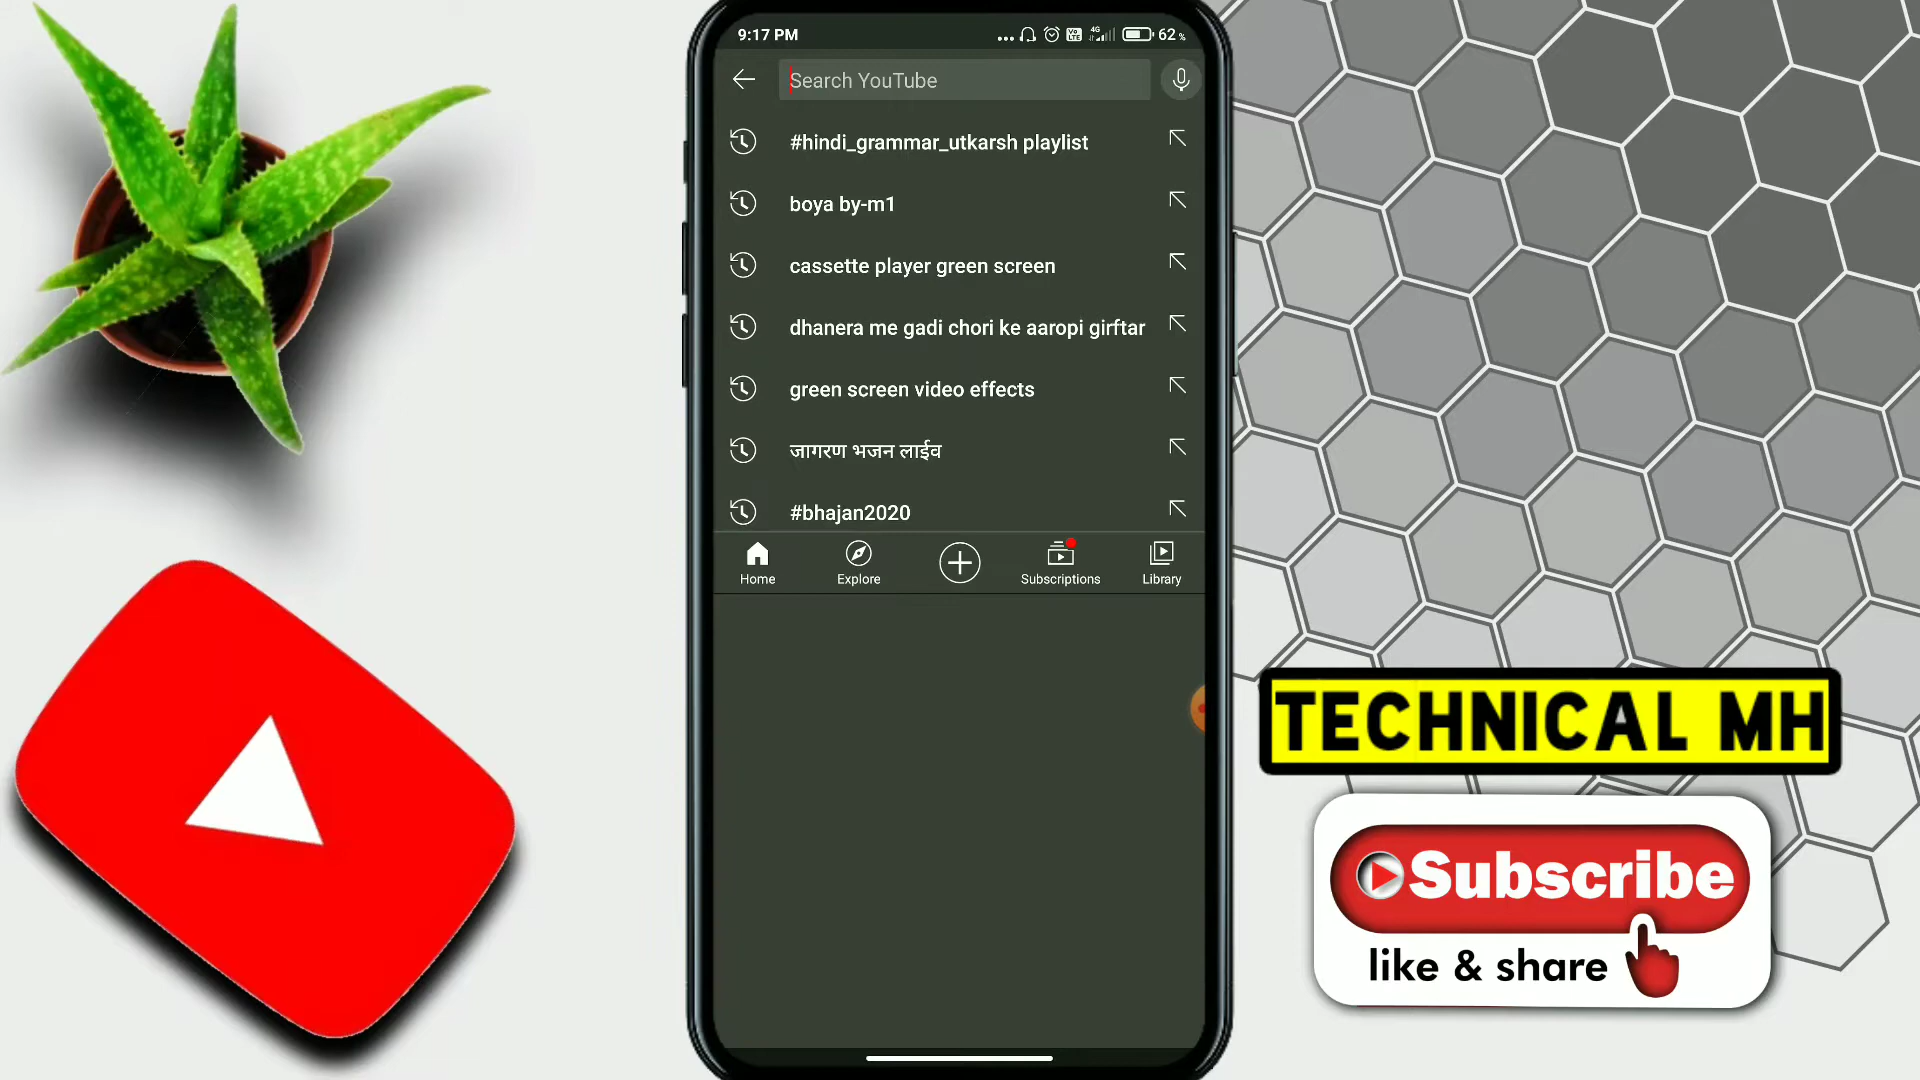 9:17 PM
62%
Search YouTube
#hindi_grammar_utkarsh playlist
boya by-m1
cassette player green screen
dhanera me gadi chori ke aaropi girftar
green screen video effects
जागरण भजन लाईव
#bhajan2020
Home
Explore
Subscriptions
Library
TECHNICAL MH
Subscribe
like & share